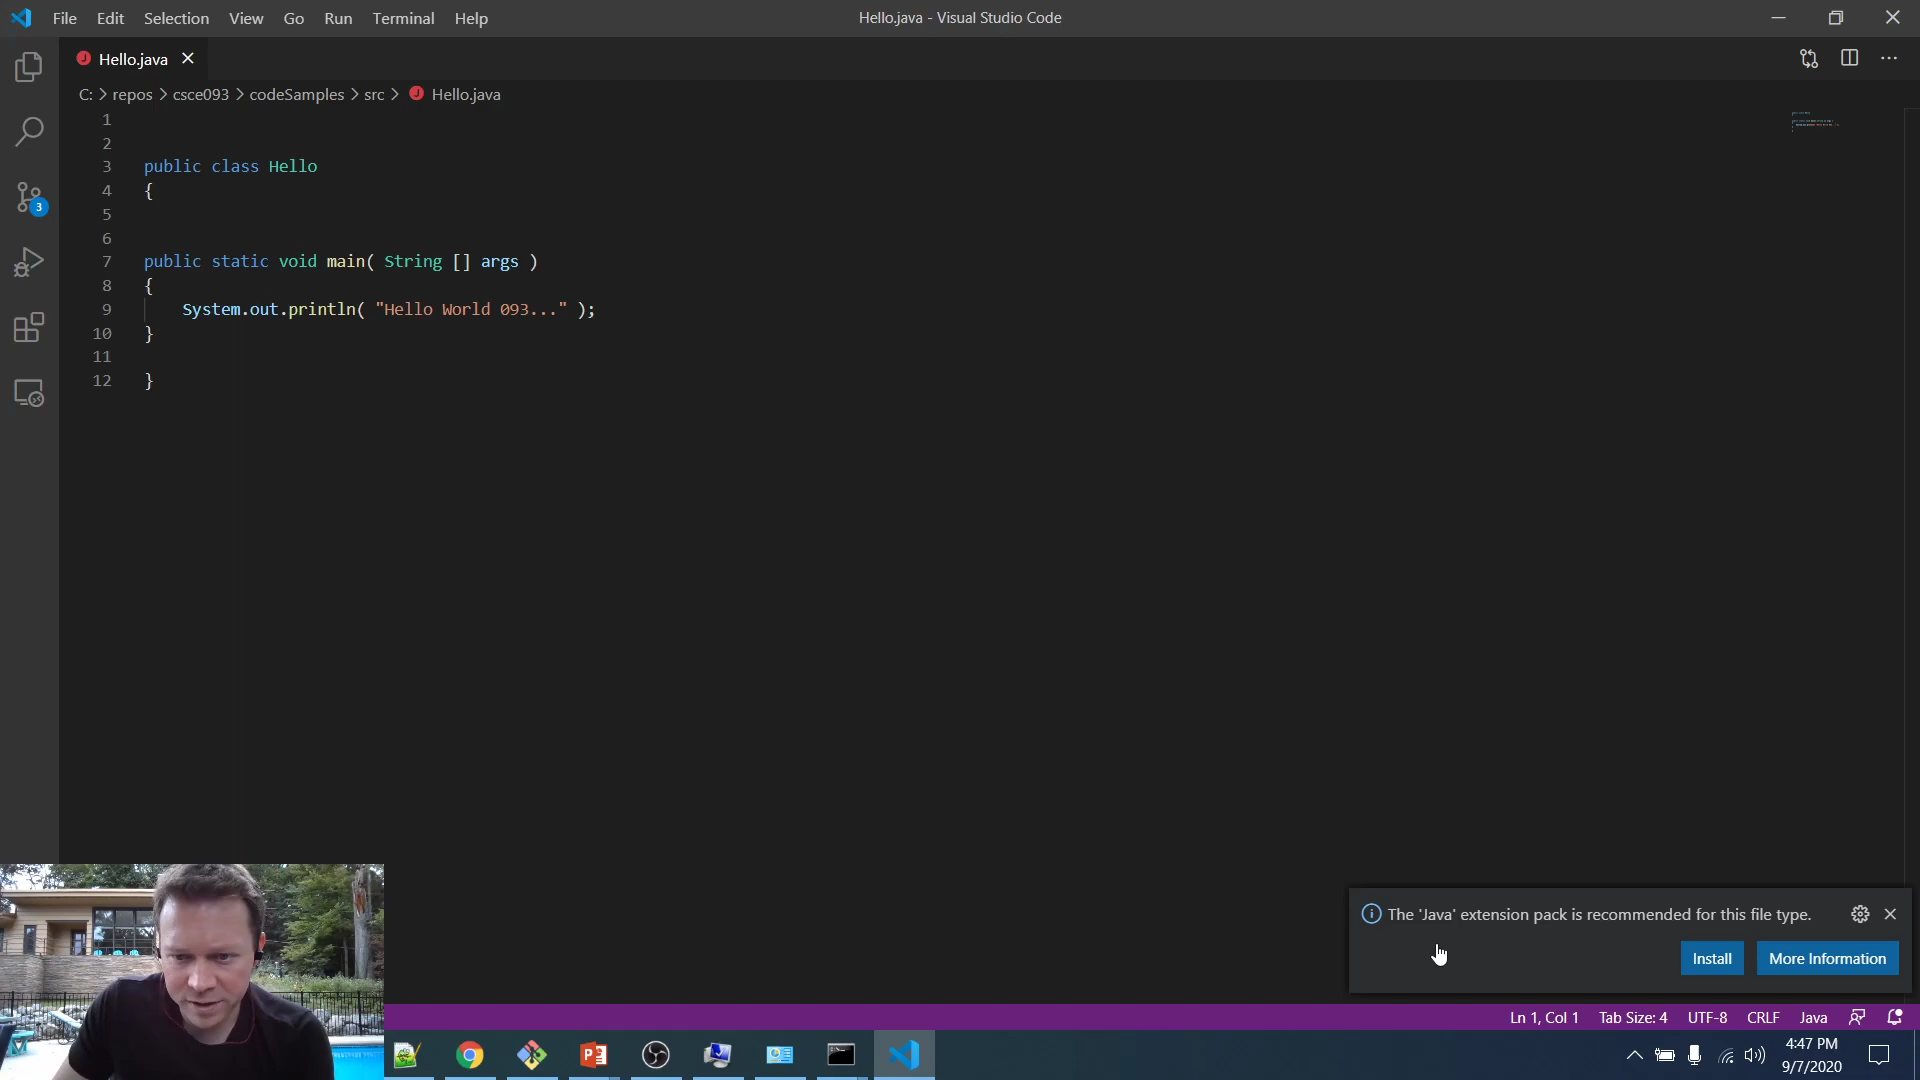 File Edit Selection View Go Run Terminal Help
Hello.java - Visual Studio Code
Hello.java
C: > repos > csce093 > codeSamples > src > Hello.java
1
2
3 public class Hello
4 {
5
6
7 public static void main( String [] args )
8 {
9 System.out.println( "Hello World 093..." );
10 }
11
12 }
3
The 'Java' extension pack is recommended for this file type.
Install More Information
Ln 1, Col 1 Tab Size: 4 UTF-8 CRLF Java
4:47 PM
9/7/2020